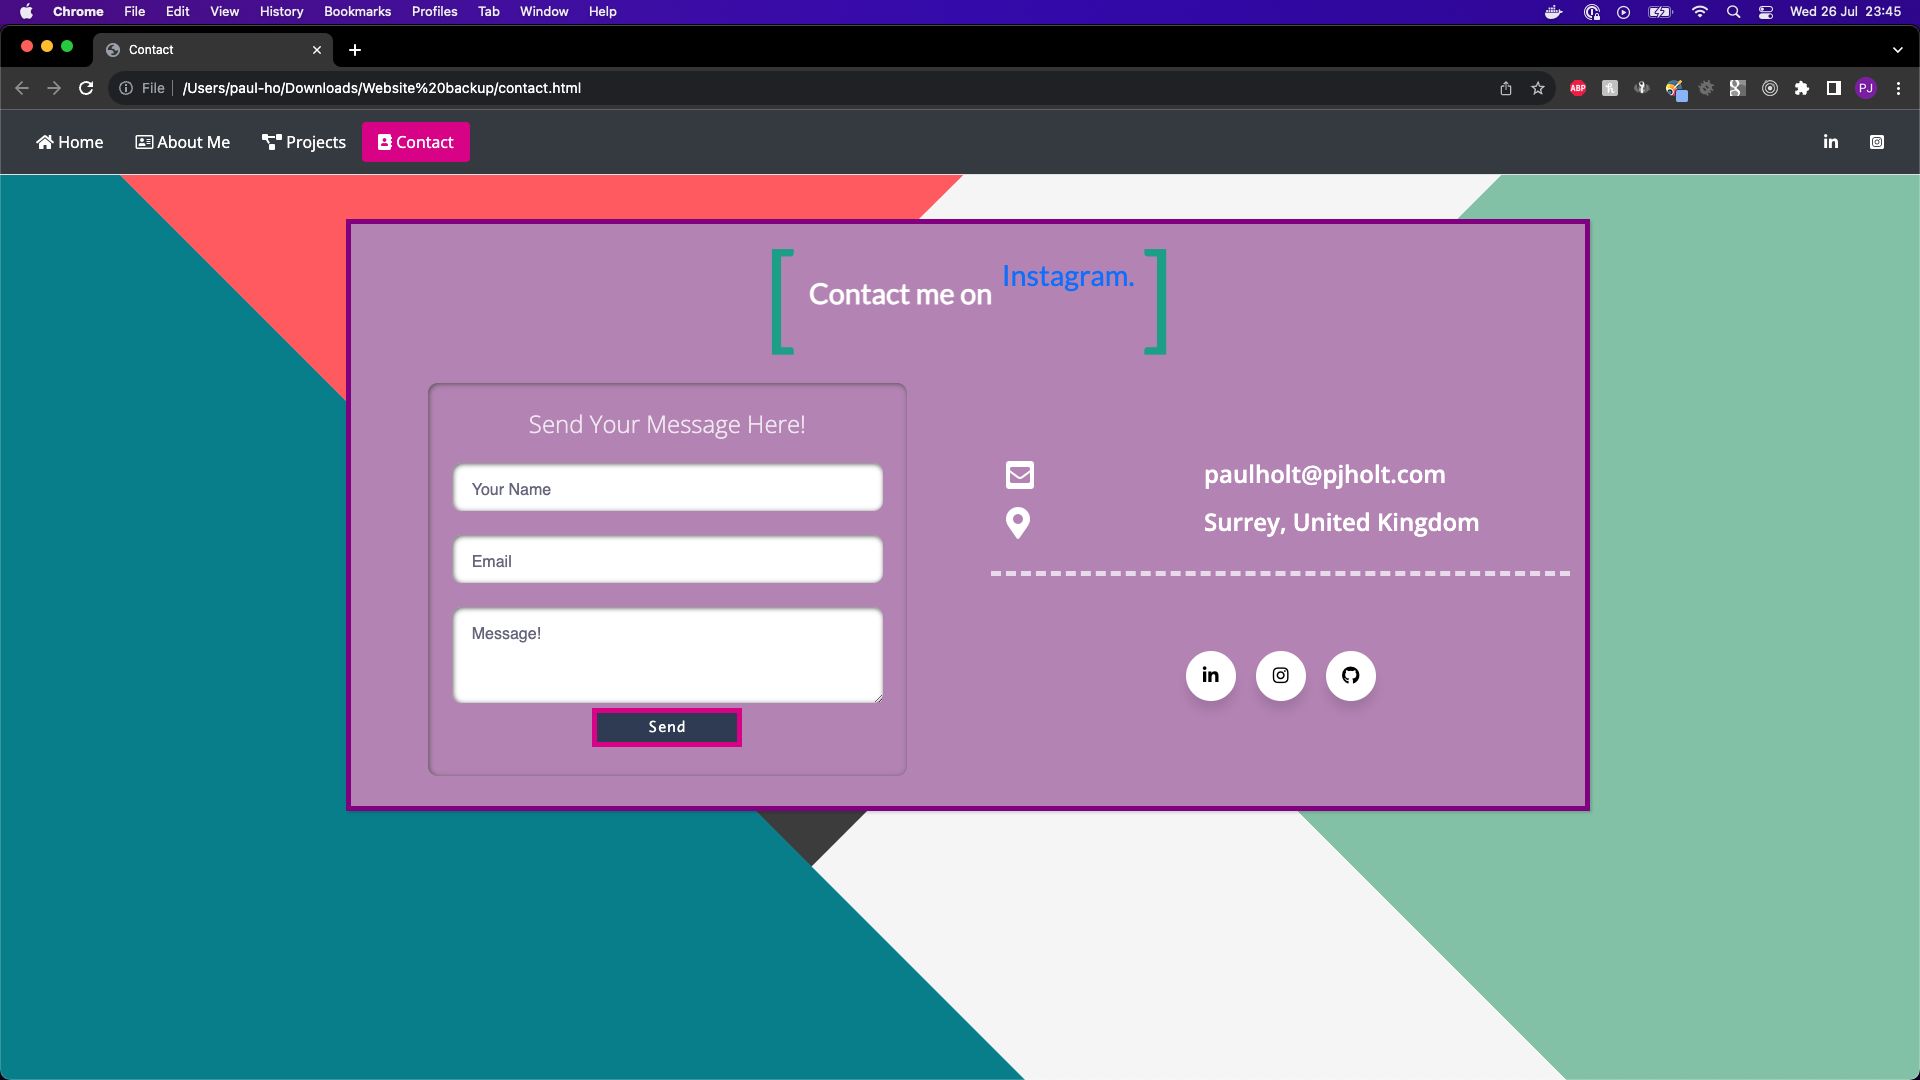 Chrome File Edit View History Bookmarks Profiles Tab Window Help Wed 26 Jul 23:45
Contact
File /Users/paul-ho/Downloads/Website%20backup/contact.html ABP PJ
Home About Me Projects Contact in
[ Contact me on Instagram. ]
Send Your Message Here!
Your Name
Email
Message!
Send
paulholt@pjholt.com
Surrey, United Kingdom
in